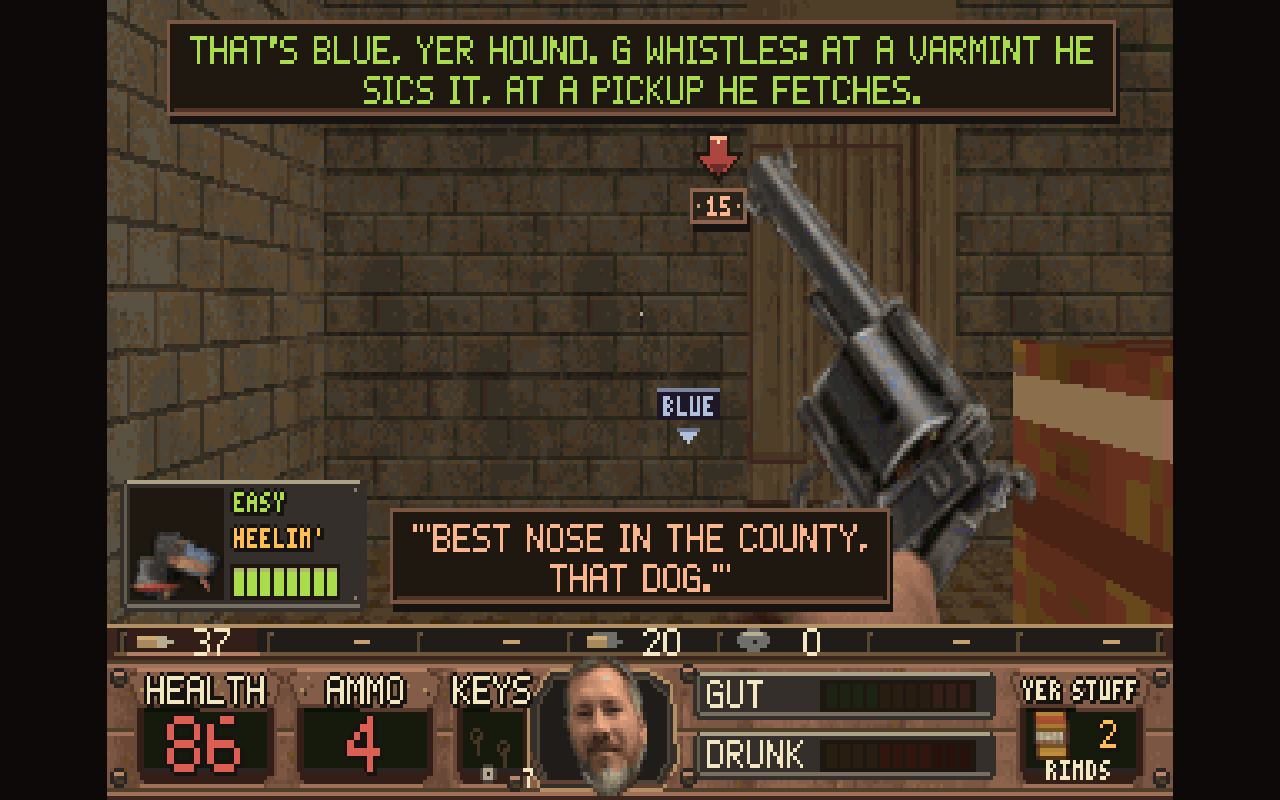 THAT'S BLUE, YER HOUND. G WHISTLES: AT A VARMINT HE
SICS IT, AT A PICKUP HE FETCHES.
·15·
BLUE
EASY
HEELIN'
"'BEST NOSE IN THE COUNTY,
THAT DOG.'"
37 – – 20 0 – –
HEALTH AMMO KEYS GUT YER STUFF
86 4 2
DRUNK RINDS